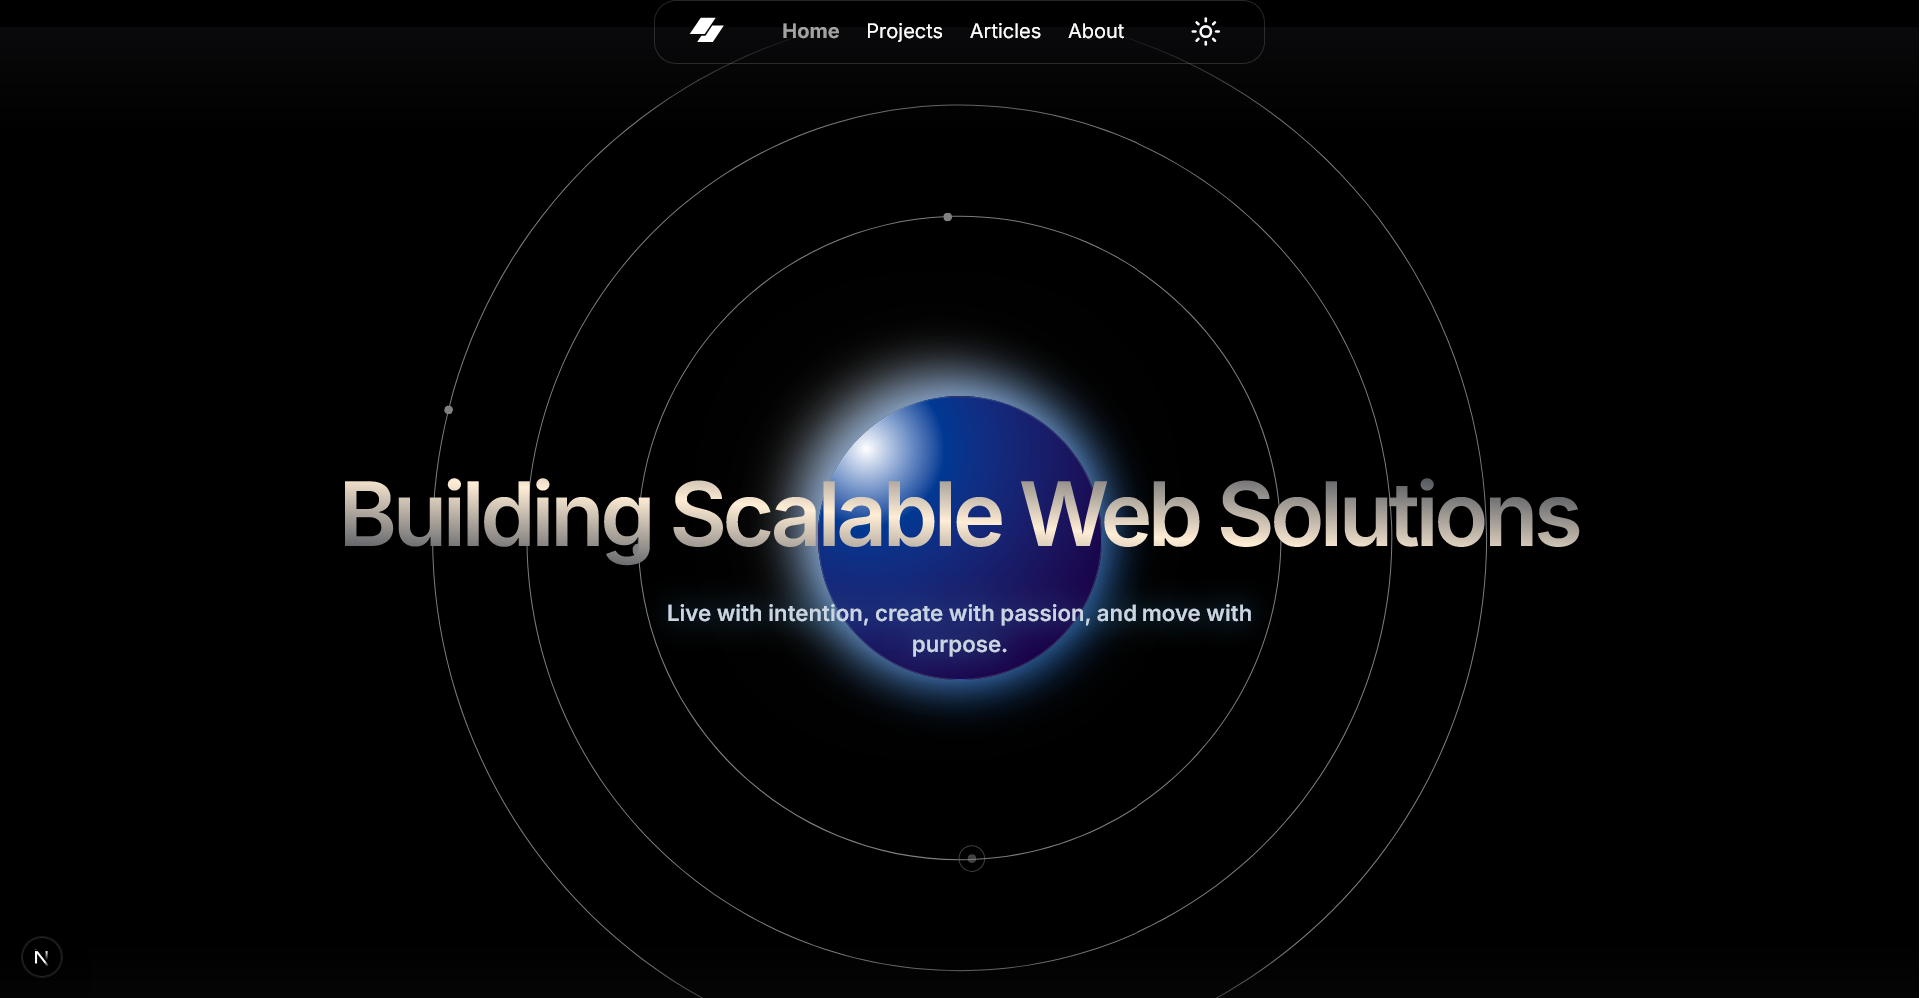 Home Projects Articles About
Building Scalable Web Solutions
Live with intention, create with passion, and move with
purpose.
N